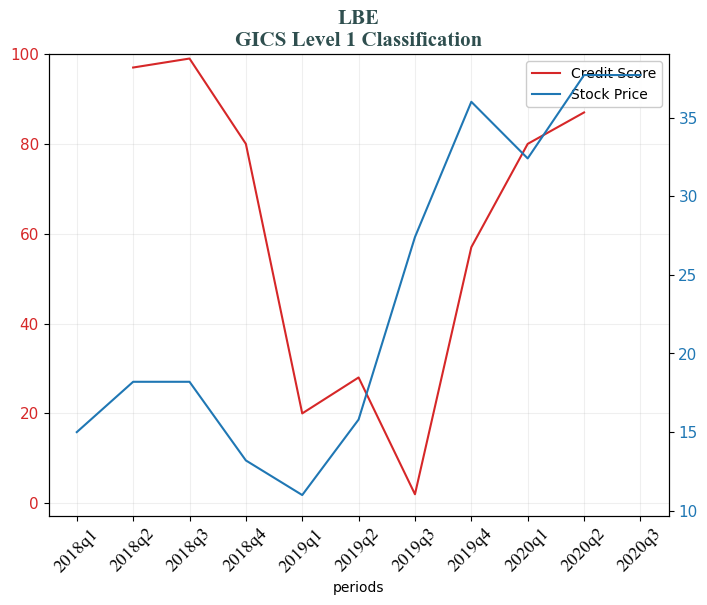 LBE
GICS Level 1 Classification
Credit Score
Stock Price
100
80
60
40
20
0
35
30
25
20
15
10
2018q1
2018q2
2018q3
2018q4
2019q1
2019q2
2019q3
2019q4
2020q1
2020q2
2020q3
periods